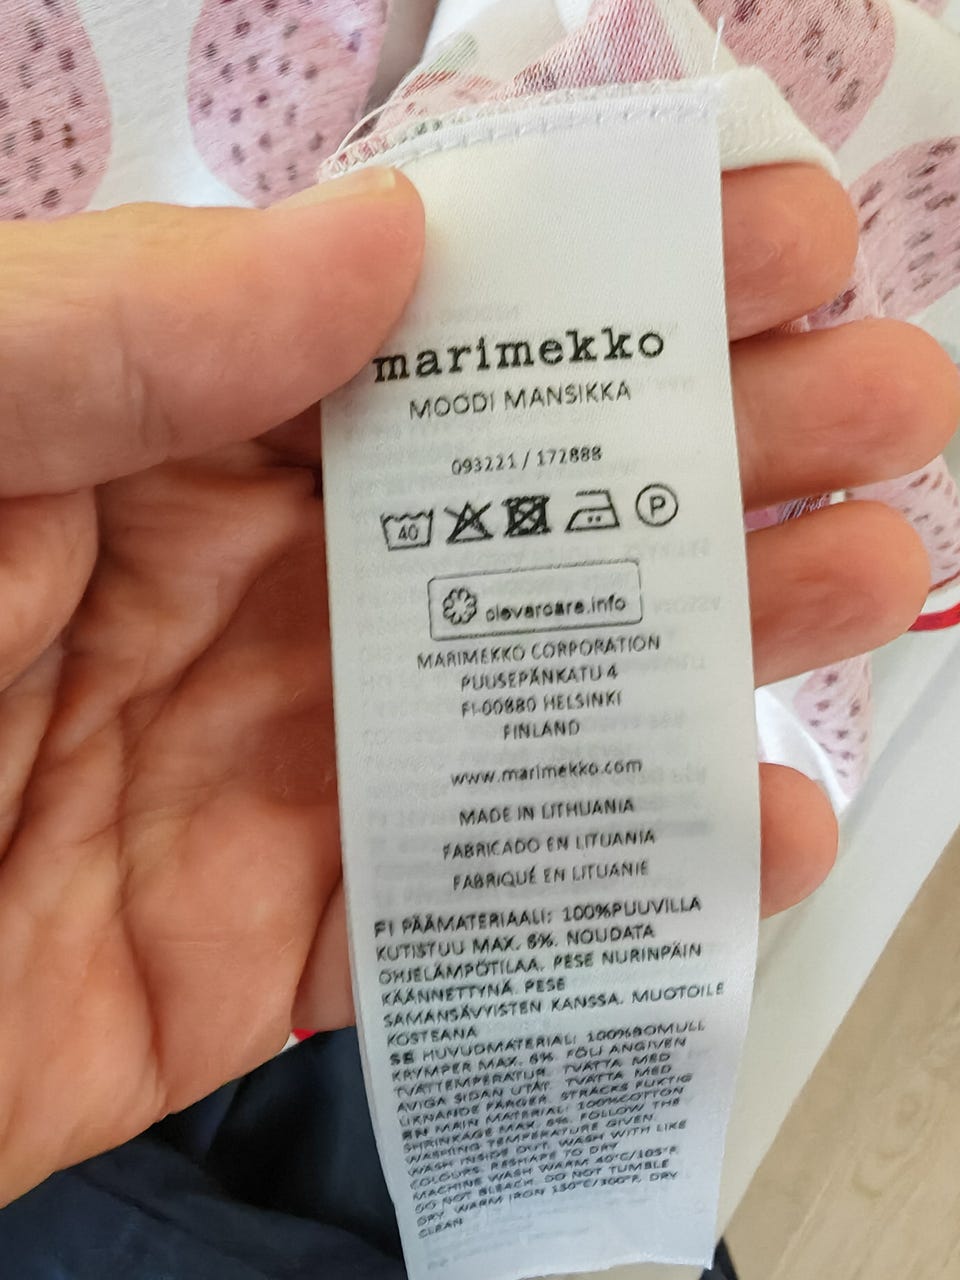 marimekko
MOODI MANSIKKA
093221 / 172888
40 P
clevercare.info
MARIMEKKO CORPORATION
PUUSEPÄNKATU 4
FI-00880 HELSINKI
FINLAND
www.marimekko.com
MADE IN LITHUANIA
FABRICADO EN LITUANIA
FABRIQUÉ EN LITUANIE
FI PÄÄMATERIAALI: 100%PUUVILLA
KUTISTUU MAX. 6%. NOUDATA
OHJELÄMPÖTILAA. PESE NURINPÄIN
KÄÄNNETTYNÄ. PESE
SAMANSÄVYISTEN KANSSA. MUOTOILE
KOSTEANA
SE HUVUDMATERIAL: 100%BOMULL
KRYMPER MAX. 6%. FÖLJ ANGIVEN
TVÄTTEMPERATUR. TVÄTTA MED
AVIGA SIDAN UTÅT. TVÄTTA MED
LIKNANDE FÄRGER. STRÄCKS FUKTIG
EN MAIN MATERIAL: 100%COTTON
SHRINKAGE MAX. 6%. FOLLOW THE
WASHING TEMPERATURE GIVEN.
WASH INSIDE OUT. WASH WITH LIKE
COLOURS. RESHAPE TO DRY
MACHINE WASH WARM 40°C/105°F.
DO NOT BLEACH. DO NOT TUMBLE
DRY. WARM IRON 150°C/300°F. DRY
CLEAN